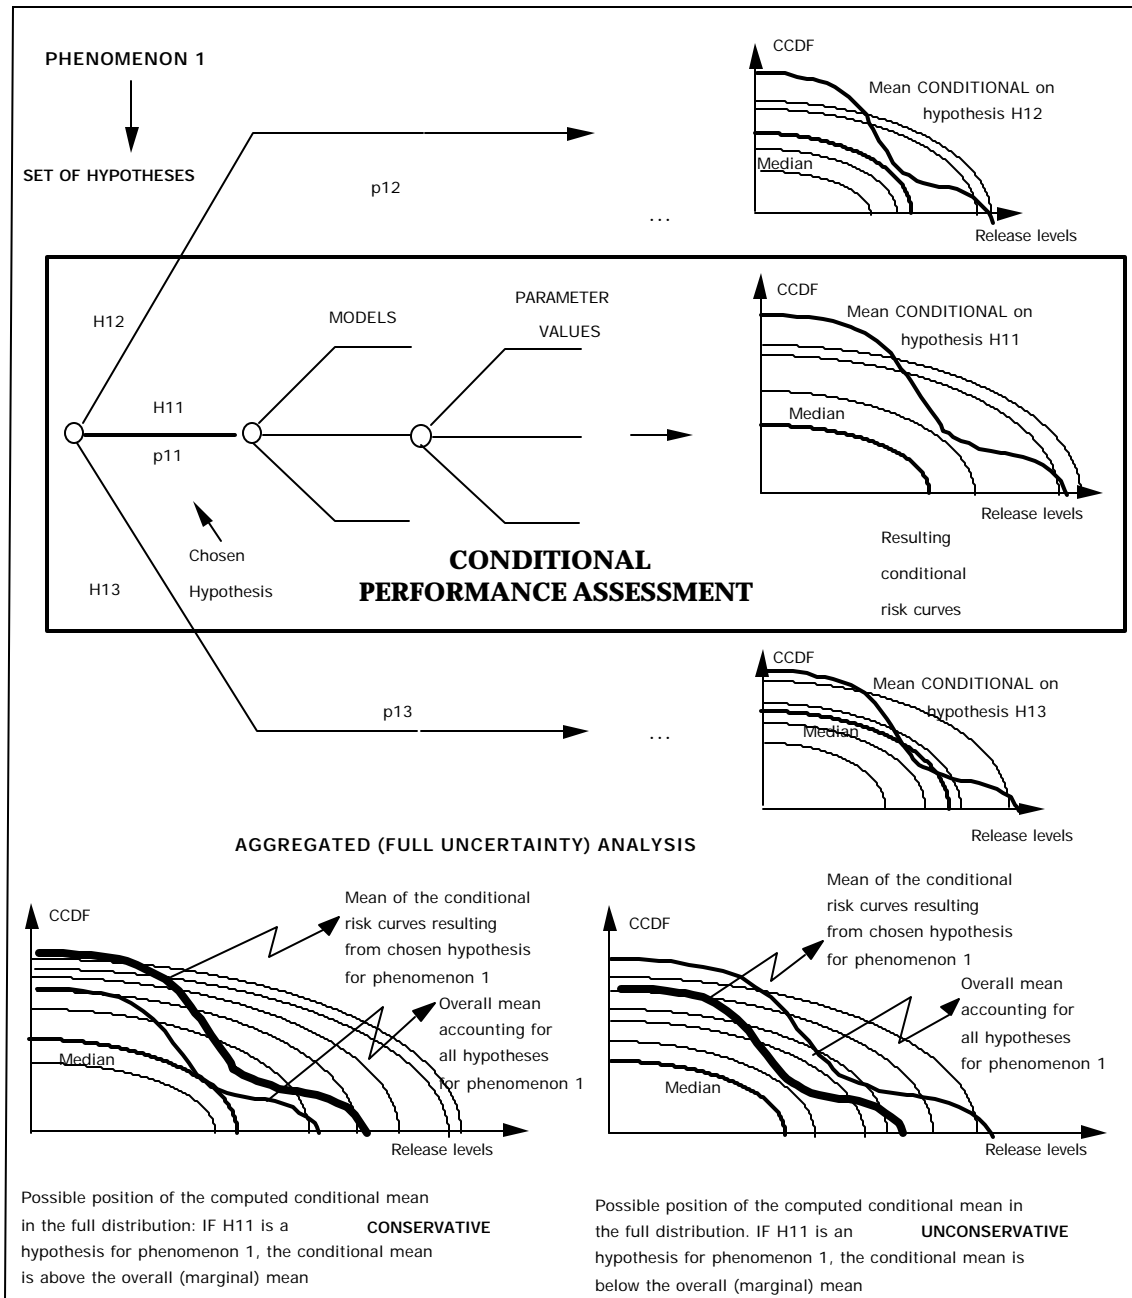 PHENOMENON 1
SET OF HYPOTHESES
p12
...
CCDF
Mean CONDITIONAL on
hypothesis H12
Median
Release levels
H12
MODELS
PARAMETER
VALUES
H11
p11
Chosen
Hypothesis
H13
CONDITIONAL
PERFORMANCE ASSESSMENT
CCDF
Mean CONDITIONAL on
hypothesis H11
Median
Release levels
Resulting
conditional
risk curves
p13
...
CCDF
Mean CONDITIONAL on
hypothesis H13
Median
Release levels
AGGREGATED (FULL UNCERTAINTY) ANALYSIS
CCDF
Mean of the conditional
risk curves resulting
from chosen hypothesis
for phenomenon 1
Overall mean
accounting for
all hypotheses
for phenomenon 1
Median
Release levels
Possible position of the computed conditional mean
in the full distribution: IF H11 is a CONSERVATIVE
hypothesis for phenomenon 1, the conditional mean
is above the overall (marginal) mean
CCDF
Mean of the conditional
risk curves resulting
from chosen hypothesis
for phenomenon 1
Overall mean
accounting for
all hypotheses
for phenomenon 1
Median
Release levels
Possible position of the computed conditional mean in
the full distribution. IF H11 is an UNCONSERVATIVE
hypothesis for phenomenon 1, the conditional mean is
below the overall (marginal) mean